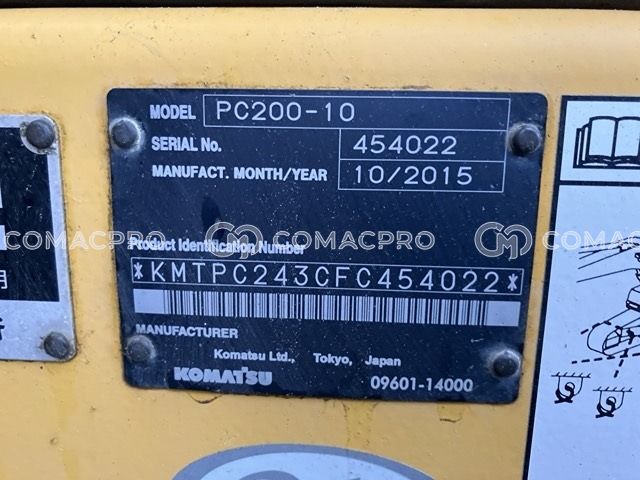 MODEL PC200-10
SERIAL No. 454022
MANUFACT. MONTH/YEAR 10/2015
COMACPRO COMACPRO COMACPRO
Product Identification Number
*KMTPC243CFC454022*
MANUFACTURER
Komatsu Ltd., Tokyo, Japan
KOMATSU 09601-14000
月